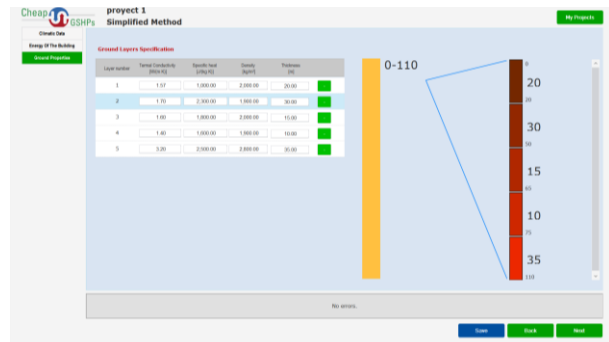 Cheap GSHPs
proyect 1
Simplified Method
My Projects
Climatic Data
Energy Of The Building
Ground Properties
Ground Layers Specification
Layer number
Termal Conductivity [W/m K)]
Specific heat [J/(kg K)]
Density [kg/m³]
Thickness [m]
1 1.57 1,000.00 2,000.00 20.00
2 1.70 2,300.00 1,900.00 30.00
3 1.60 1,800.00 2,000.00 15.00
4 1.40 1,000.00 1,800.00 10.00
5 3.20 2,500.00 2,800.00 35.00
0-110
0
20
20
30
50
15
65
10
75
35
110
No errors.
Save
Back
Next